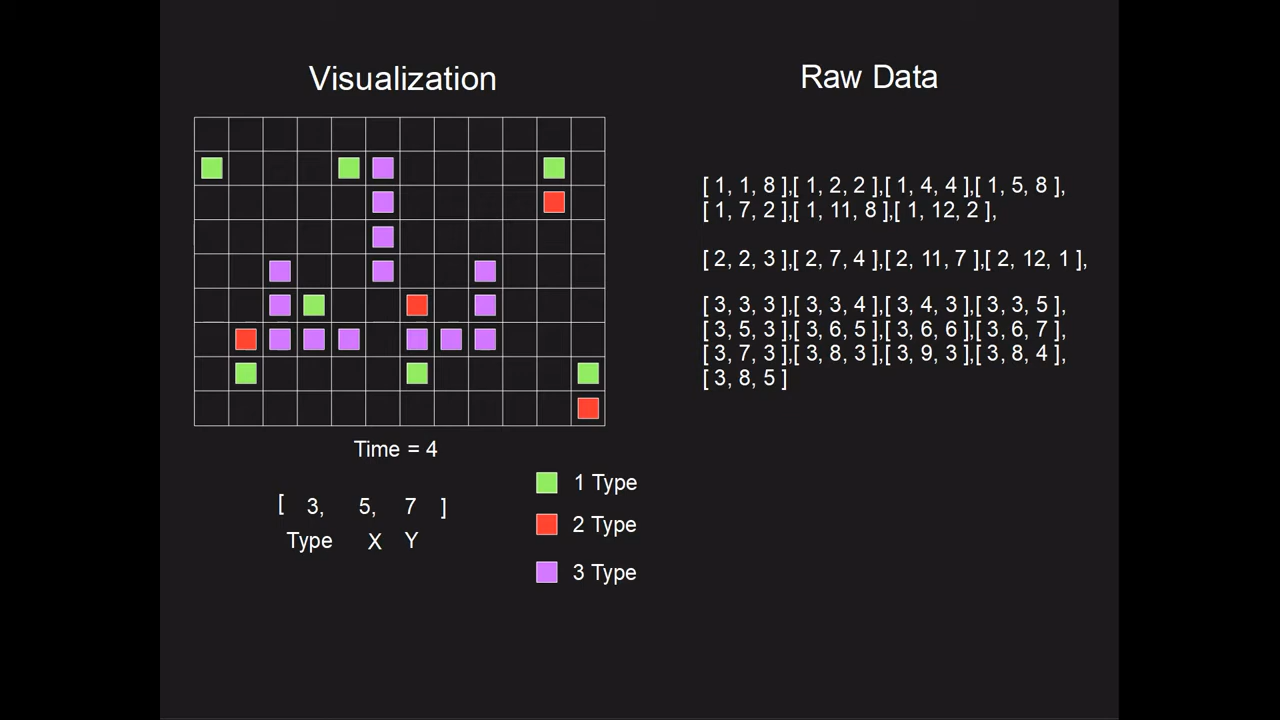 Visualization
Raw Data
[ 1, 1, 8 ],[ 1, 2, 2 ],[ 1, 4, 4 ],[ 1, 5, 8 ],
[ 1, 7, 2 ],[ 1, 11, 8 ],[ 1, 12, 2 ],
[ 2, 2, 3 ],[ 2, 7, 4 ],[ 2, 11, 7 ],[ 2, 12, 1 ],
[ 3, 3, 3 ],[ 3, 3, 4 ],[ 3, 4, 3 ],[ 3, 3, 5 ],
[ 3, 5, 3 ],[ 3, 6, 5 ],[ 3, 6, 6 ],[ 3, 6, 7 ],
[ 3, 7, 3 ],[ 3, 8, 3 ],[ 3, 9, 3 ],[ 3, 8, 4 ],
[ 3, 8, 5 ]
Time = 4
[ 3, 5, 7 ]
Type X Y
1 Type
2 Type
3 Type